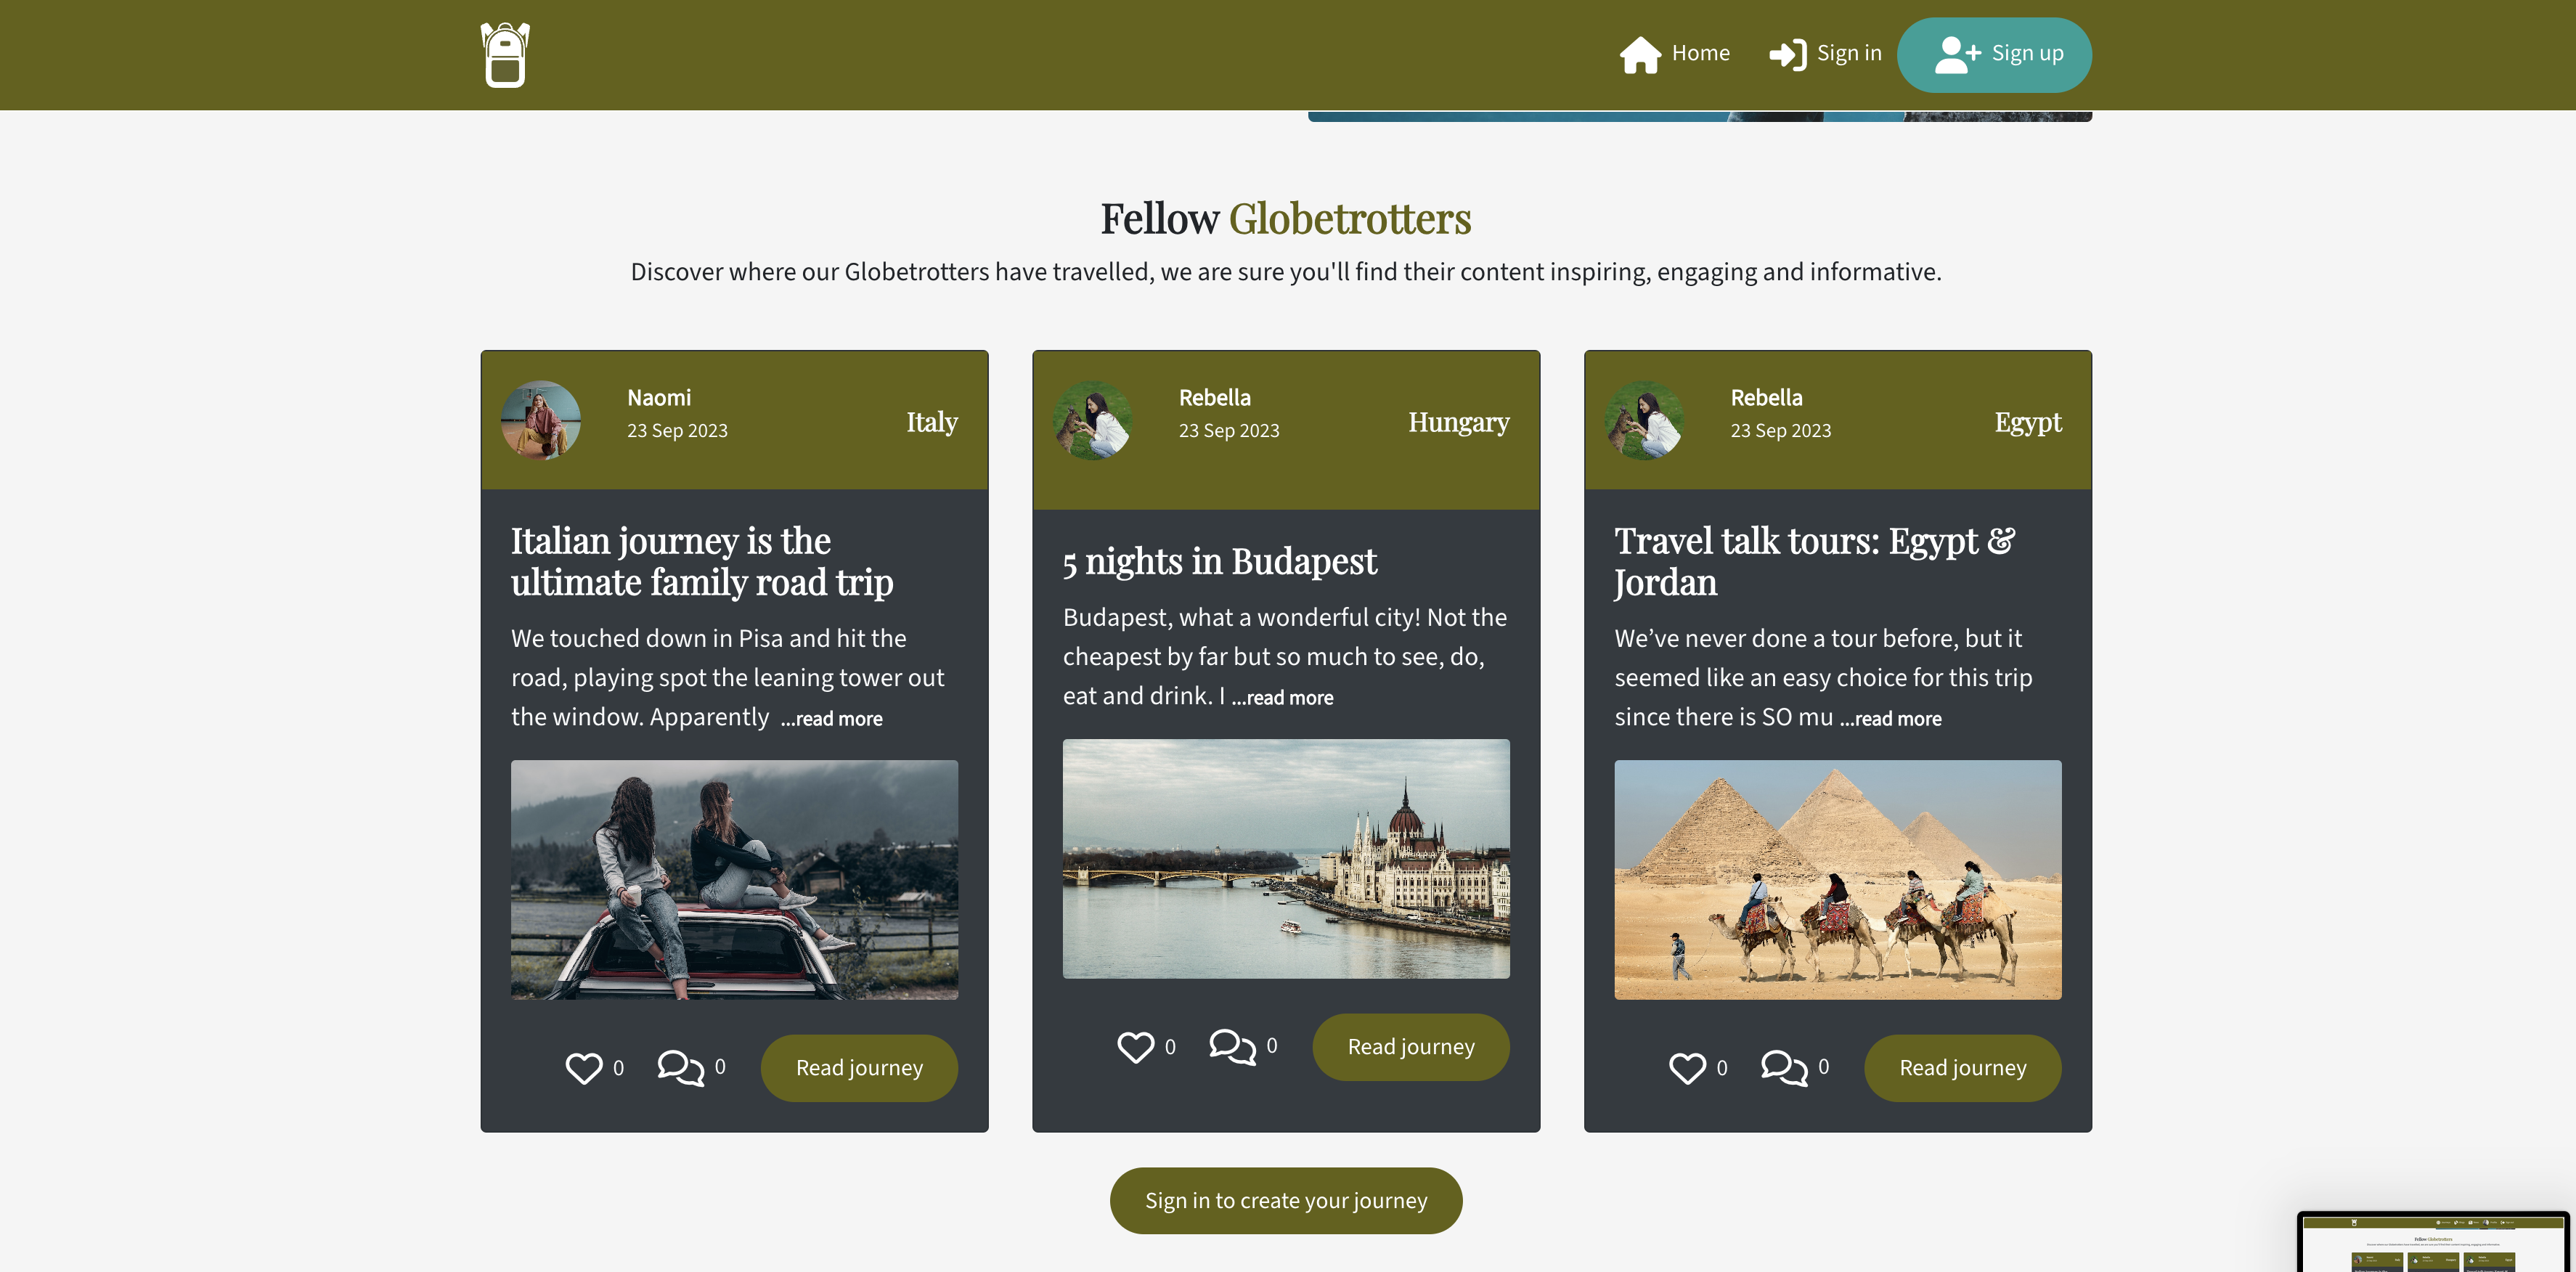 Home
Sign in
Sign up
Fellow Globetrotters
Discover where our Globetrotters have travelled, we are sure you'll find their content inspiring, engaging and informative.
Naomi
23 Sep 2023
Italy
Italian journey is the
ultimate family road trip
We touched down in Pisa and hit the
road, playing spot the leaning tower out
the window. Apparently ...read more
0
0
Read journey
Rebella
23 Sep 2023
Hungary
5 nights in Budapest
Budapest, what a wonderful city! Not the
cheapest by far but so much to see, do,
eat and drink. I ...read more
0
0
Read journey
Rebella
23 Sep 2023
Egypt
Travel talk tours: Egypt &
Jordan
We’ve never done a tour before, but it
seemed like an easy choice for this trip
since there is SO mu ...read more
0
0
Read journey
Sign in to create your journey
Fellow Globetrotters